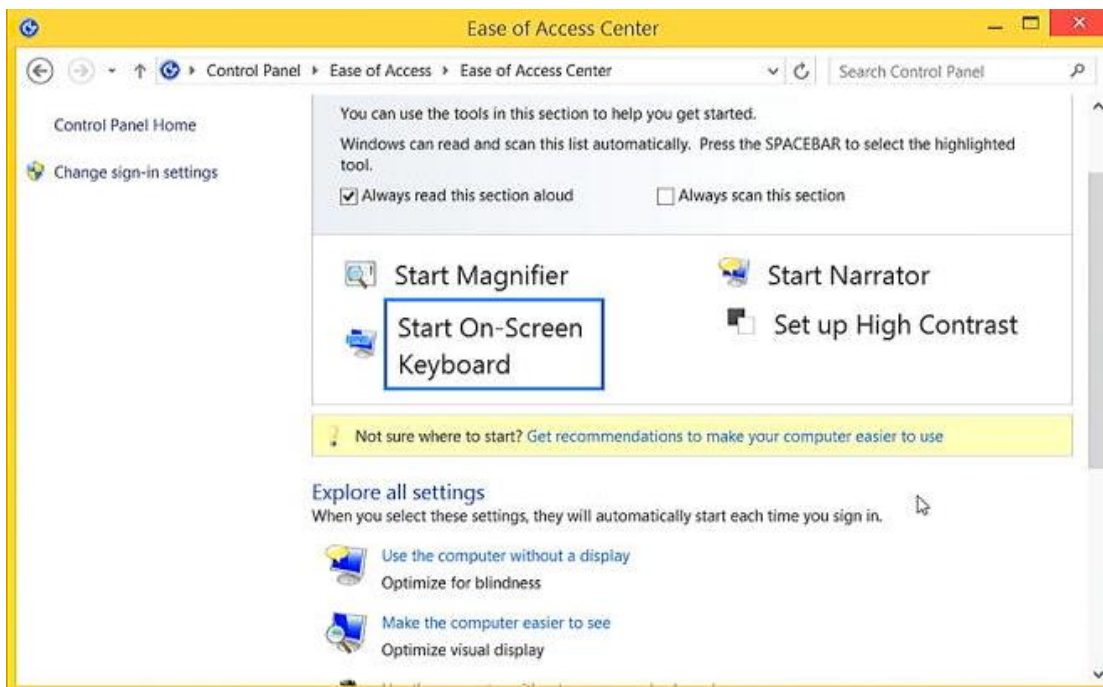 Ease of Access Center
Control Panel Ease of Access Ease of Access Center
Search Control Panel
Control Panel Home
Change sign-in settings
You can use the tools in this section to help you get started.
Windows can read and scan this list automatically. Press the SPACEBAR to select the highlighted
tool.
Always read this section aloud
Always scan this section
Start Magnifier
Start Narrator
Start On-Screen
Keyboard
Set up High Contrast
Not sure where to start? Get recommendations to make your computer easier to use
Explore all settings
When you select these settings, they will automatically start each time you sign in.
Use the computer without a display
Optimize for blindness
Make the computer easier to see
Optimize visual display